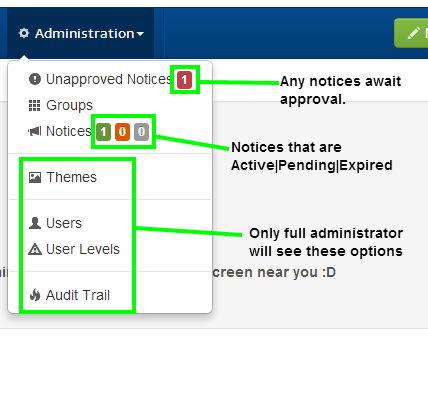 Administration
Unapproved Notices 1
Any notices await
approval.
Groups
Notices 1 0 0
Notices that are
Active|Pending|Expired
Themes
Users
Only full administrator
will see these options
User Levels
creen near you :D
Audit Trail